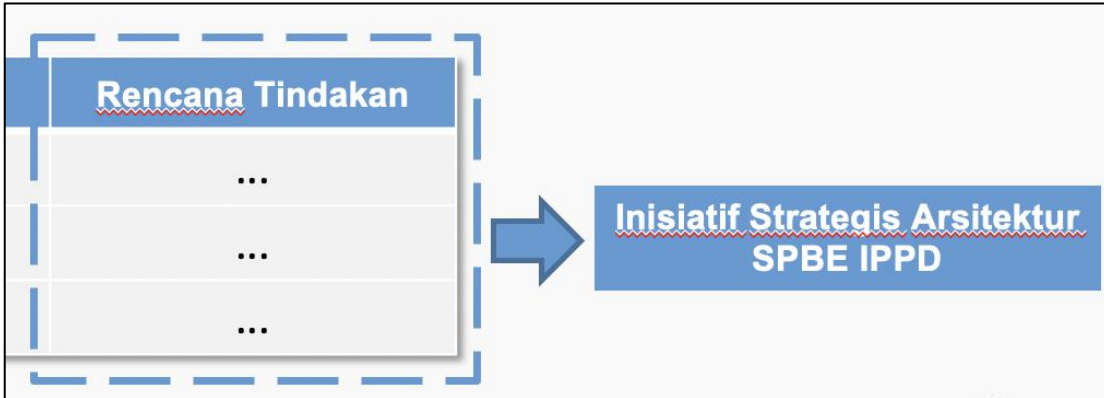 Rencana Tindakan
...
...
...
Inisiatif Strategis Arsitektur
SPBE IPPD